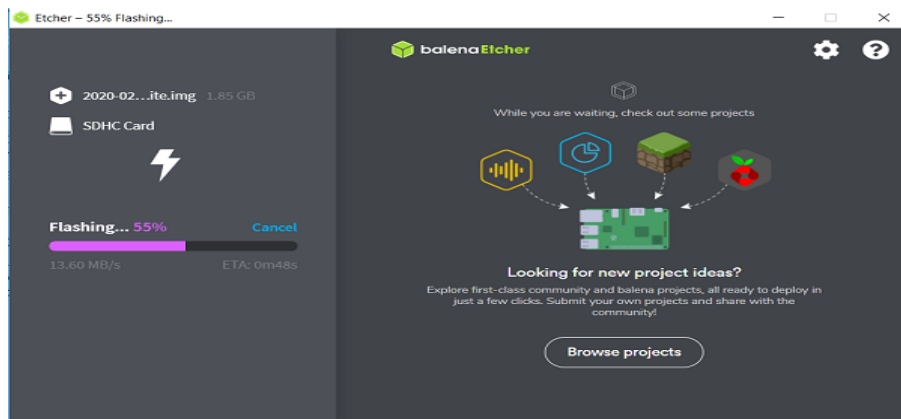 Etcher – 55% Flashing...
balenaEtcher
2020-02...ite.img 1.85 GB
SDHC Card
Flashing... 55% Cancel
13.60 MB/s ETA: 0m48s
While you are waiting, check out some projects
Looking for new project ideas?
Explore first-class community and balena projects, all ready to deploy in
just a few clicks. Submit your own projects and share with the
community!
Browse projects